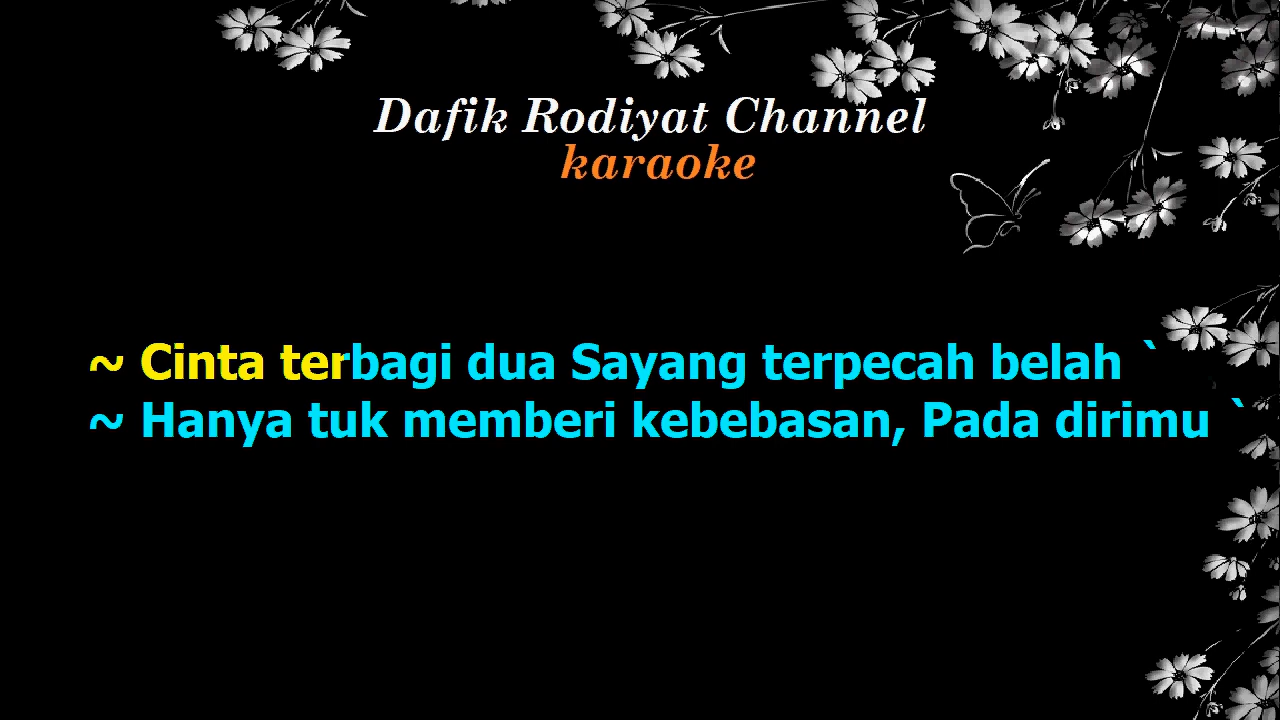 Dafik Rodiyat Channel
karaoke
~ Cinta terbagi dua Sayang terpecah belah `
~ Hanya tuk memberi kebebasan, Pada dirimu `